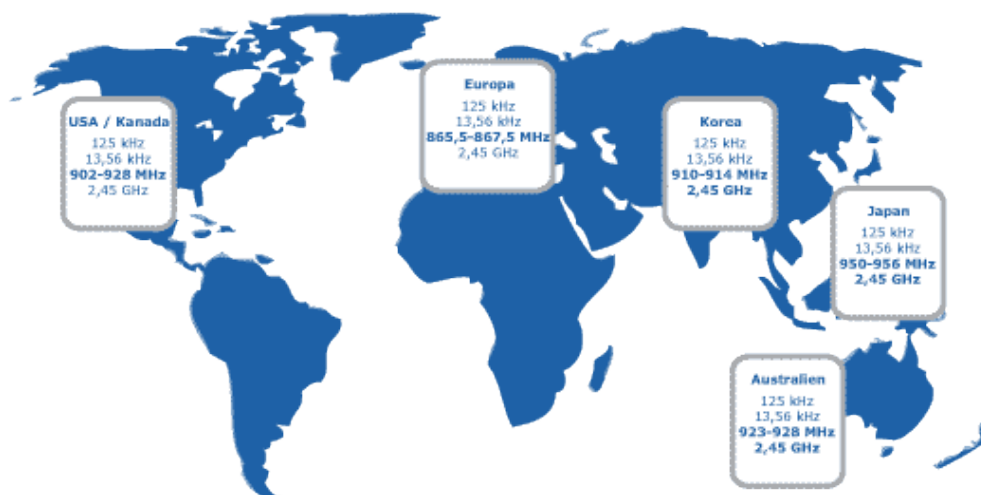 USA / Kanada
125 kHz
13,56 kHz
902-928 MHz
2,45 GHz
Europa
125 kHz
13,56 kHz
865,5-867,5 MHz
2,45 GHz
Korea
125 kHz
13,56 kHz
910-914 MHz
2,45 GHz
Japan
125 kHz
13,56 kHz
950-956 MHz
2,45 GHz
Australien
125 kHz
13,56 kHz
923-928 MHz
2,45 GHz